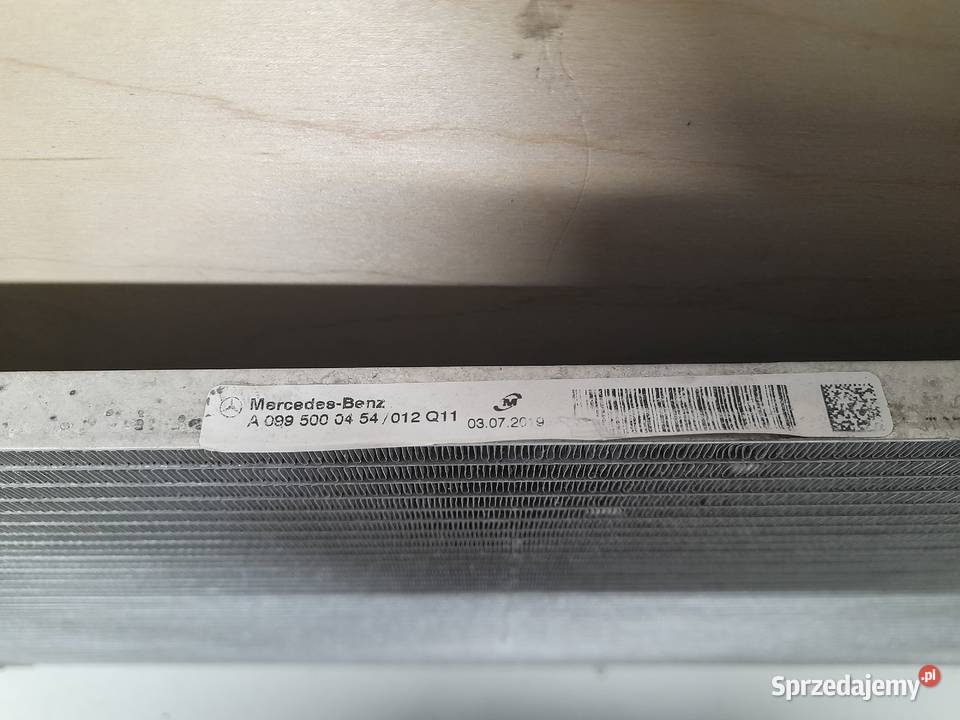 Mercedes-Benz
A 099 500 04 54 / 012 Q11 03.07.2019
Sprzedajemy.pl